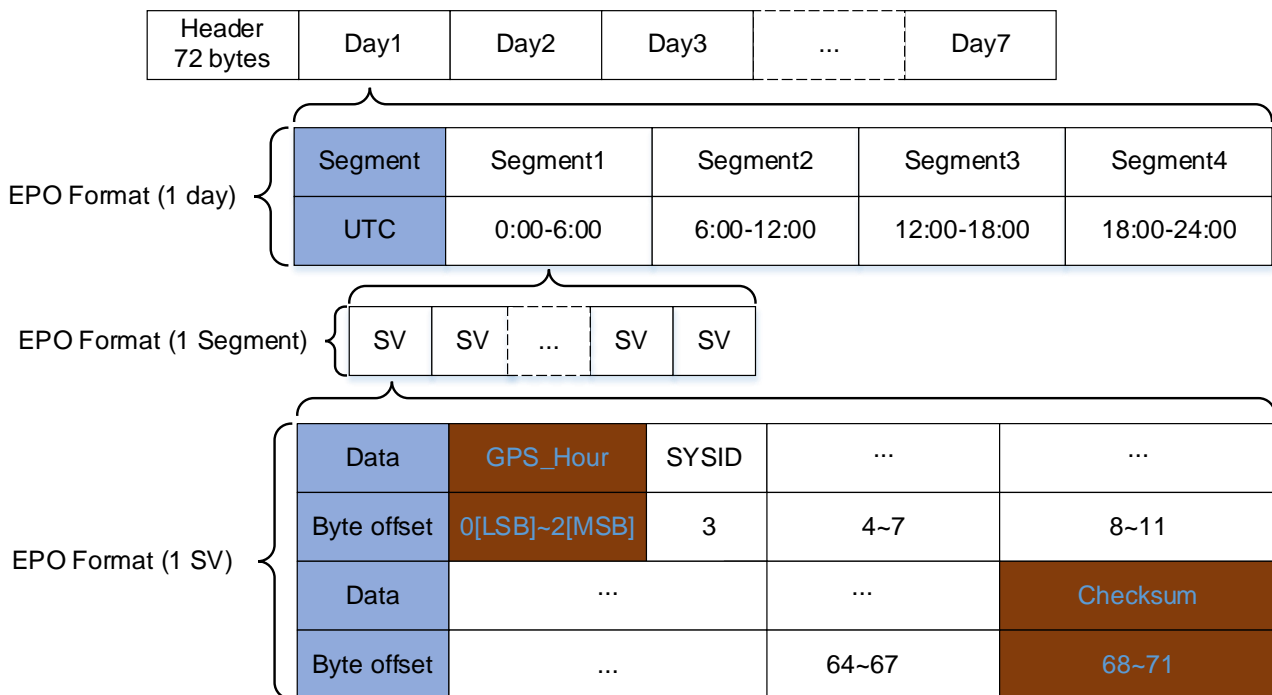 Header
72 bytes
Day1
Day2
Day3
...
Day7
EPO Format (1 day)
Segment
Segment1
Segment2
Segment3
Segment4
UTC
0:00-6:00
6:00-12:00
12:00-18:00
18:00-24:00
EPO Format (1 Segment)
SV
SV
...
SV
SV
EPO Format (1 SV)
Data
GPS_Hour
SYSID
...
...
Byte offset
0[LSB]~2[MSB]
3
4~7
8~11
Data
...
...
Checksum
Byte offset
...
64~67
68~71